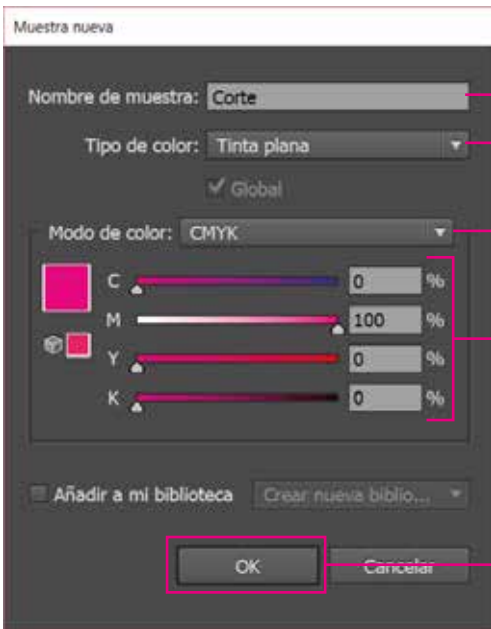 Muestra nueva
Nombre de muestra: Corte
Tipo de color: Tinta plana
Global
Modo de color: CMYK
C 0 %
M 100 %
Y 0 %
K 0 %
Añadir a mi biblioteca Crear nueva biblio...
OK Cancelar